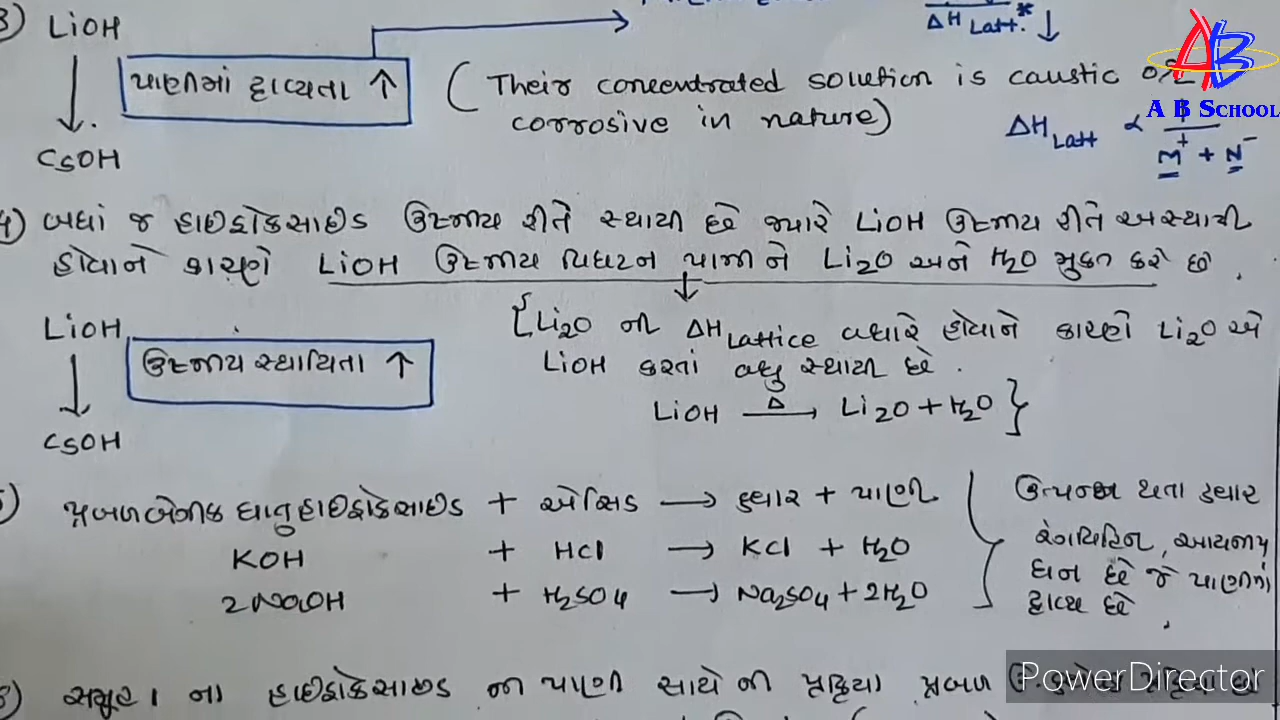 3) LiOH
ΔH Latt.* ↓
પાણીમાં દ્રાવ્યતા ↑
(Their concentrated solution is caustic or
corrosive in nature)
A B SCHOOL
ΔH Latt ∝ 1 / M⁺ + N⁻
CsOH
4) બધાં જ હાઇડ્રોકસાઇડ ઉષ્મીય રીતે સ્થાયી છે જ્યારે LiOH ઉષ્મીય રીતે અસ્થાયી
હોવાને કારણે LiOH ઉષ્મીય વિઘટન પામીને Li2O અને H2O મુક્ત કરે છે.
LiOH
{Li2O ની ΔH Lattice વધારે હોવાને કારણે Li2O એ
ઉષ્મીય સ્થાયિતા ↑
LiOH કરતાં વધુ સ્થાયી છે.
LiOH —Δ→ Li2O + H2O }
CsOH
5) પ્રબળ બેઝીક ધાતુ હાઇડ્રોકસાઇડ + એસિડ → ક્ષાર + પાણી
KOH + HCl → KCl + H2O
2NaOH + H2SO4 → Na2SO4 + 2H2O
ઉત્પન્ન થતા ક્ષાર
રંગવિહિન, આયનીય
ઘન છે જે પાણીમાં
દ્રાવ્ય છે.
સમૂહ 1 ના હાઇડ્રોકસાઇડ ની પાણી સાથે ની પ્રક્રિયા પ્રબળ
PowerDirector